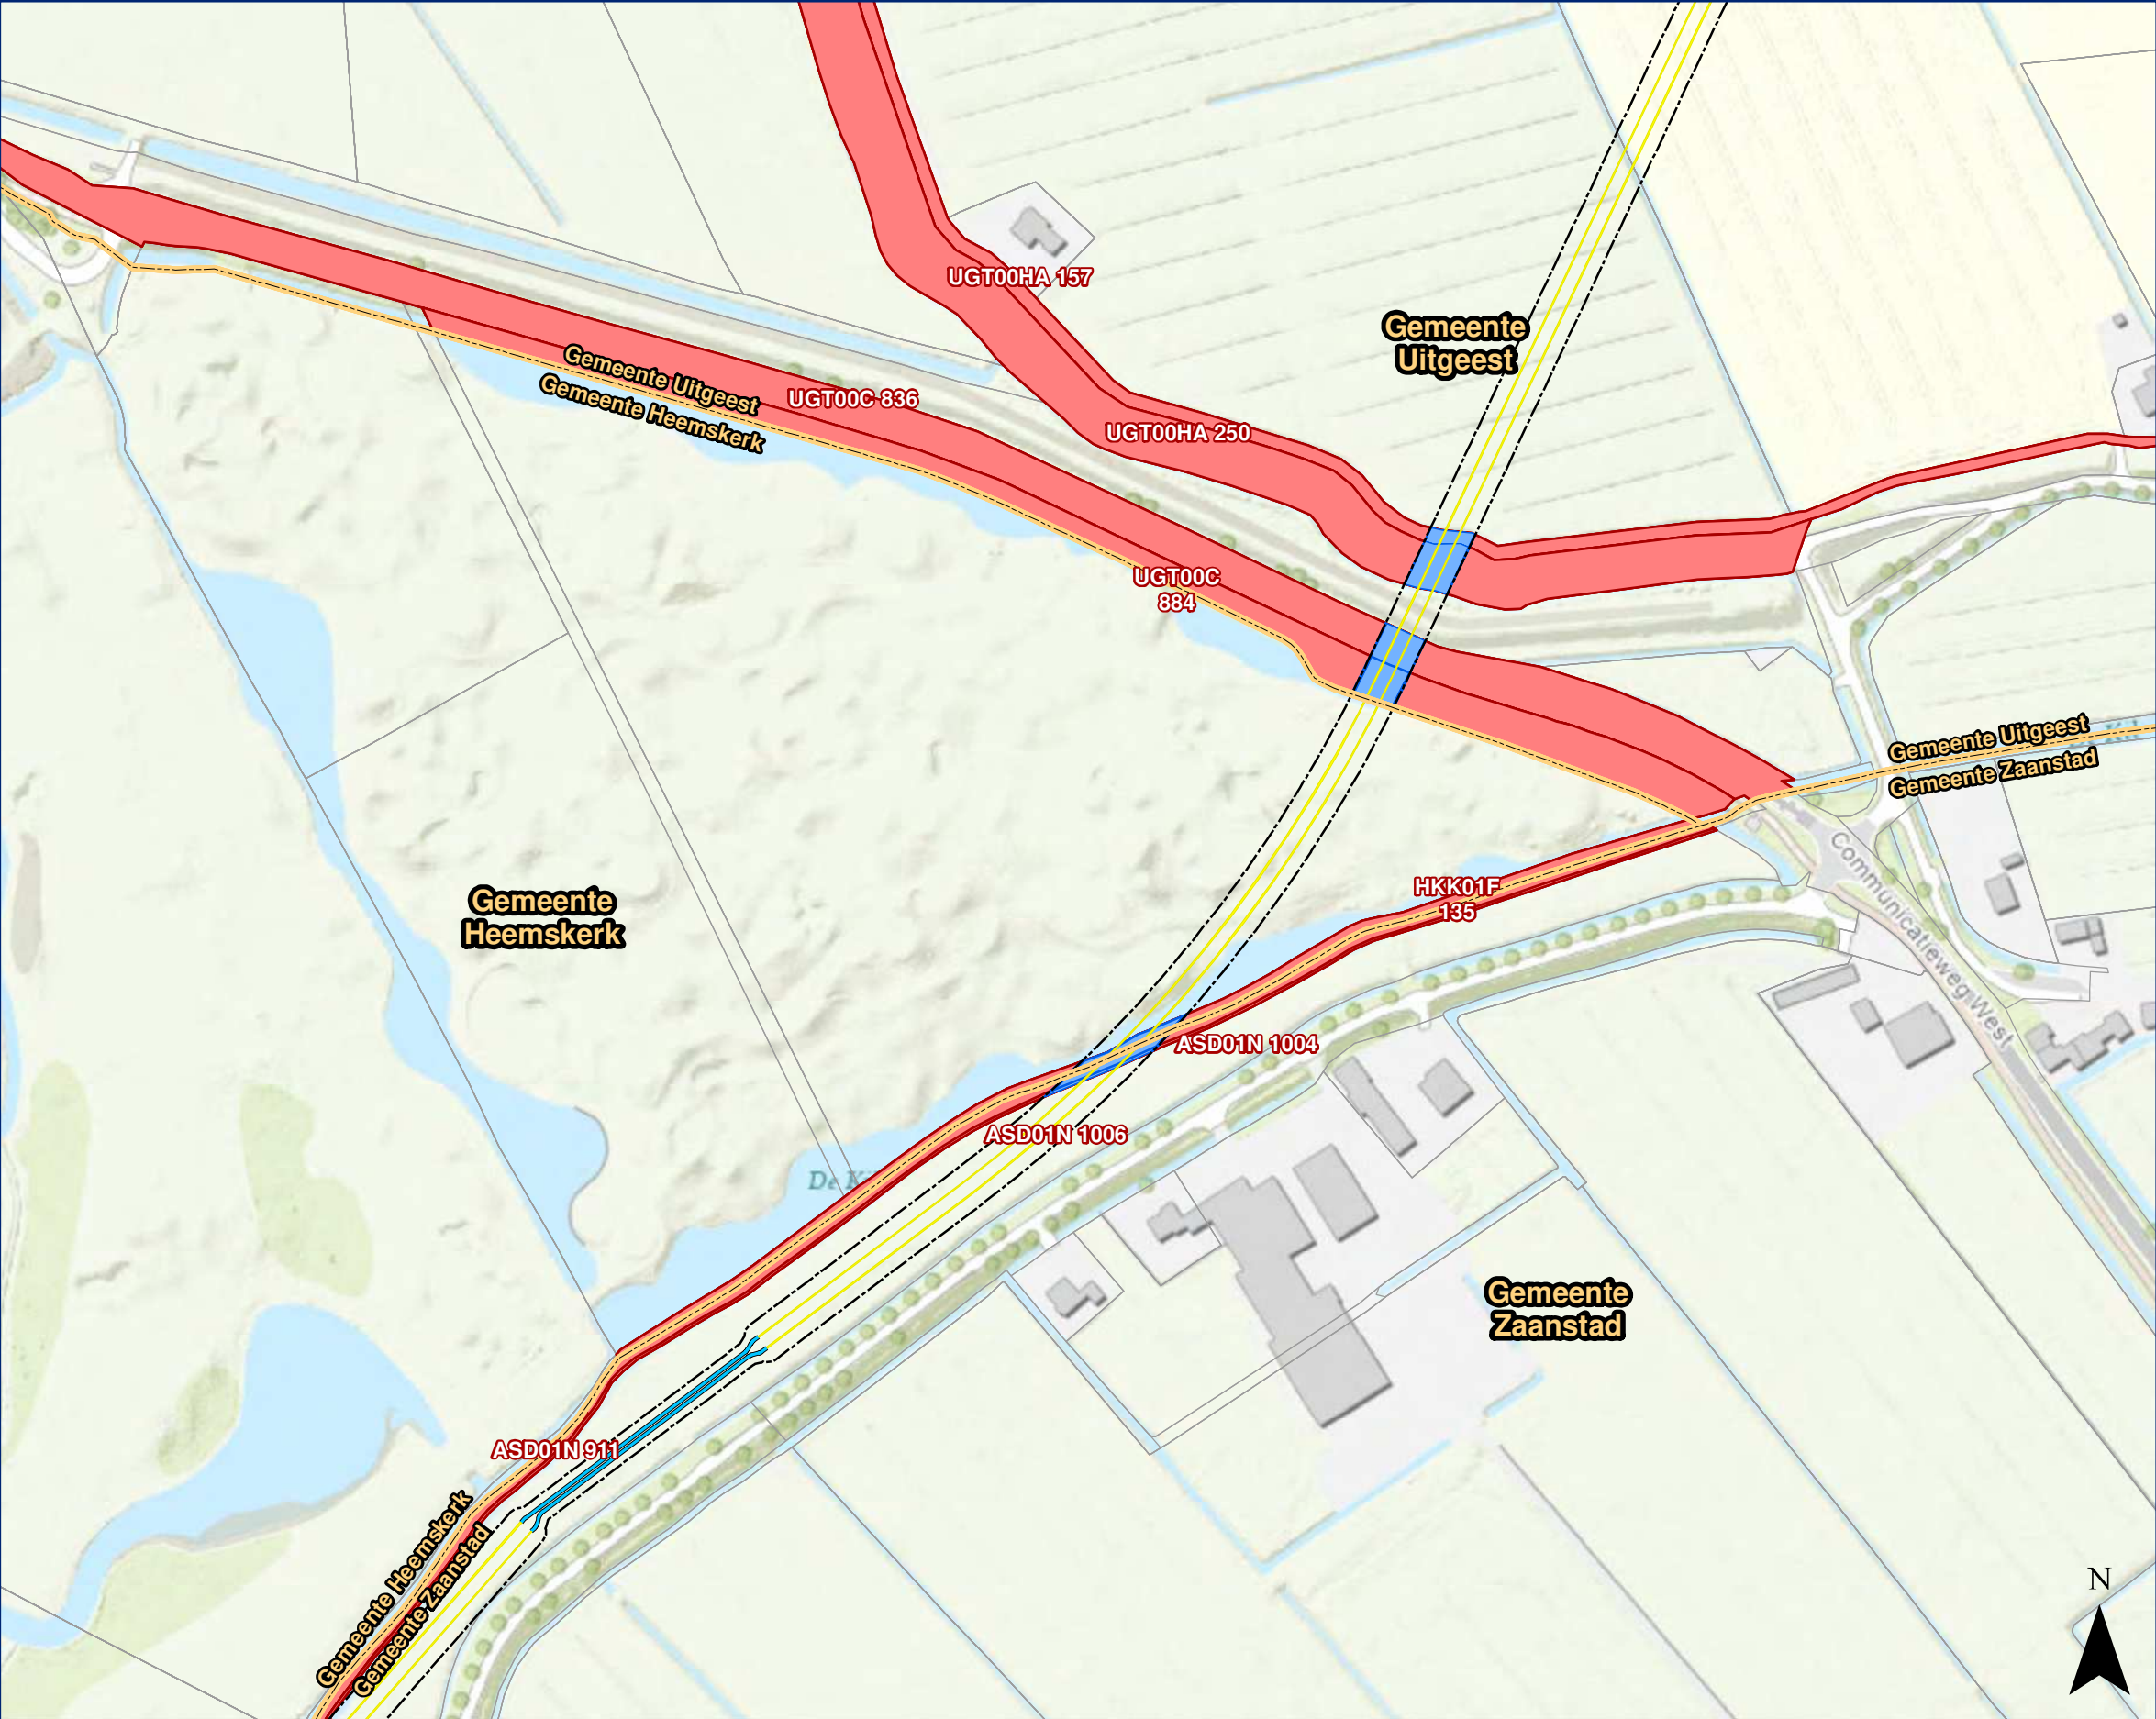 UGT00HA 157
Gemeente
Uitgeest
Gemeente Uitgeest
Gemeente Heemskerk
UGT00C 836
UGT00HA 250
UGT00C
884
Gemeente Uitgeest
Gemeente Zaanstad
Communicatieweg West
HKK01F
135
Gemeente
Heemskerk
ASD01N 1004
ASD01N 1006
De
Gemeente
Zaanstad
ASD01N 911
Gemeente Heemskerk
Gemeente Zaanstad
N